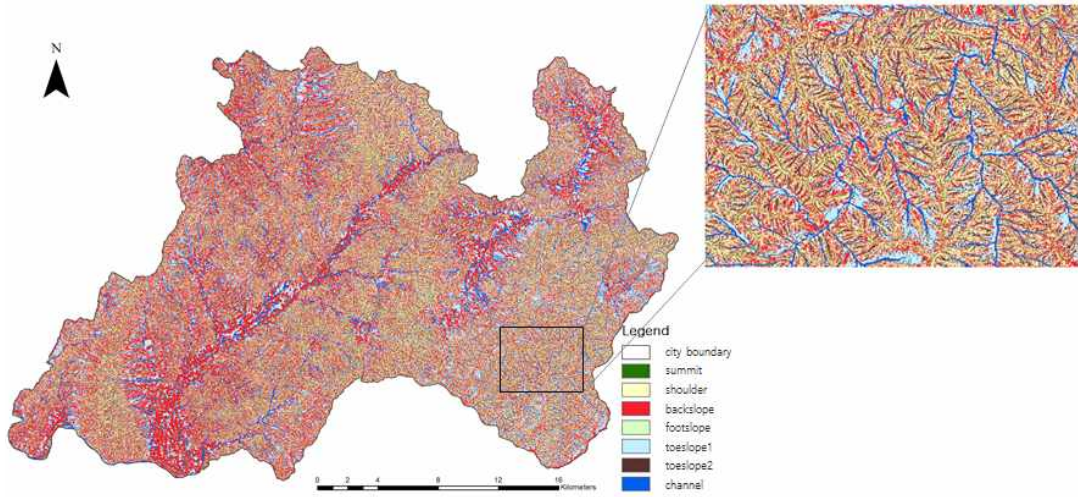 N
Legend
city boundary
summit
shoulder
backslope
footslope
toeslope1
toeslope2
channel
0 2 4 8 12 16
Kilometers